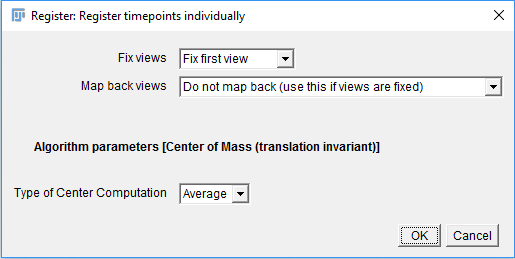 Register: Register timepoints individually
Fix views Fix first view
Map back views Do not map back (use this if views are fixed)
Algorithm parameters [Center of Mass (translation invariant)]
Type of Center Computation Average
OK Cancel